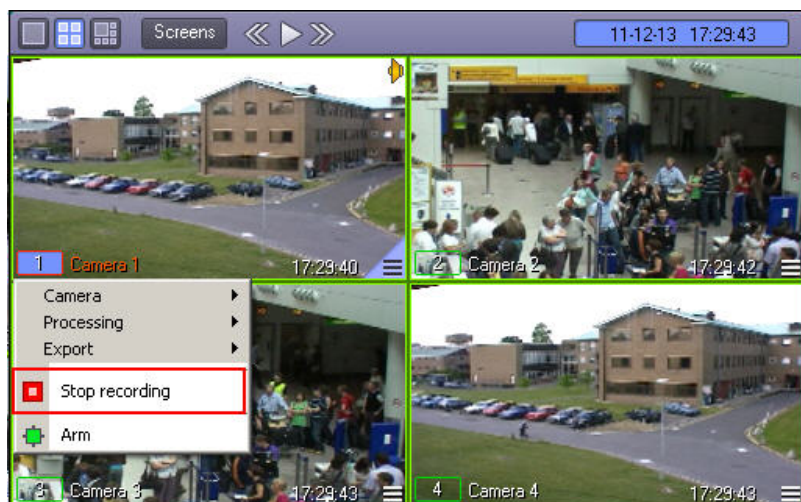 Screens
11-12-13 17:29:43
1 Camera 1 17:29:40
2 Camera 2 17:29:42
Camera
Processing
Export
Stop recording
Arm
3 Camera 3 17:29:43
4 Camera 4 17:29:43